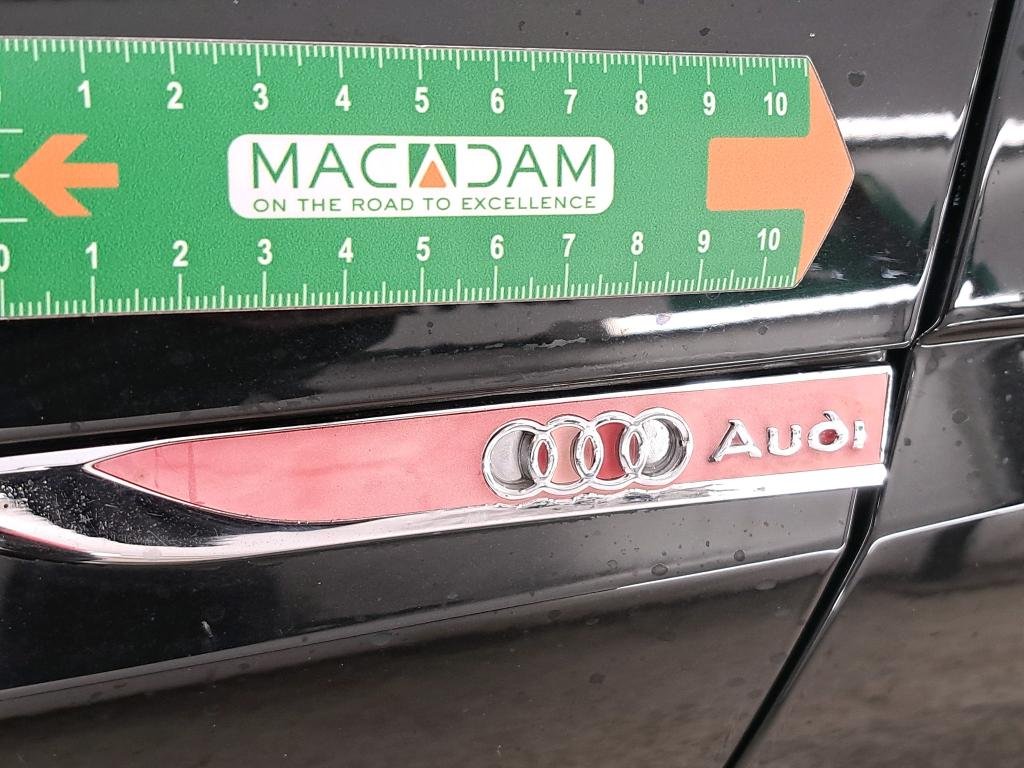 1 2 3 4 5 6 7 8 9 10
MACADAM
ON THE ROAD TO EXCELLENCE
0 1 2 3 4 5 6 7 8 9 10
Audi